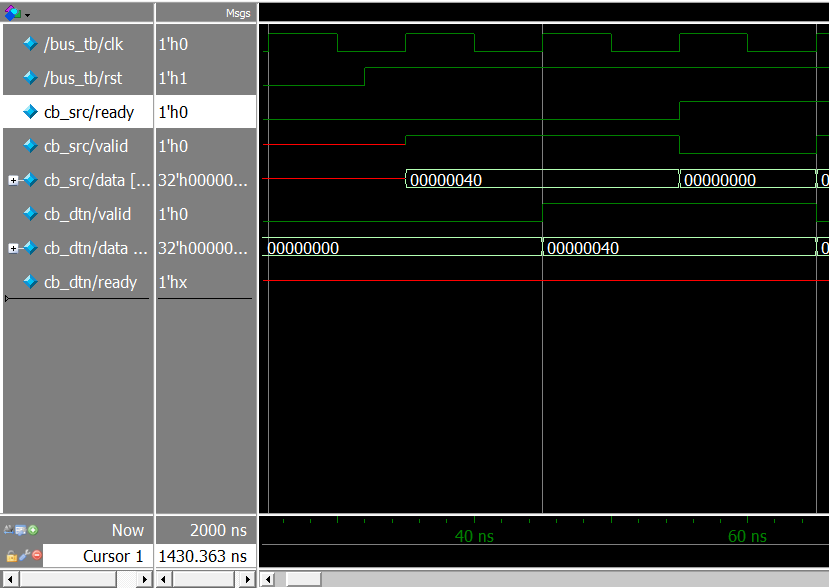 Msgs
/bus_tb/clk 1'h0
/bus_tb/rst 1'h1
cb_src/ready 1'h0
cb_src/valid 1'h0
cb_src/data [... 32'h00000... 00000040 00000000 0
cb_dtn/valid 1'h0
cb_dtn/data ... 32'h00000... 00000000 00000040 0
cb_dtn/ready 1'hx
Now 2000 ns 40 ns 60 ns
Cursor 1 1430.363 ns